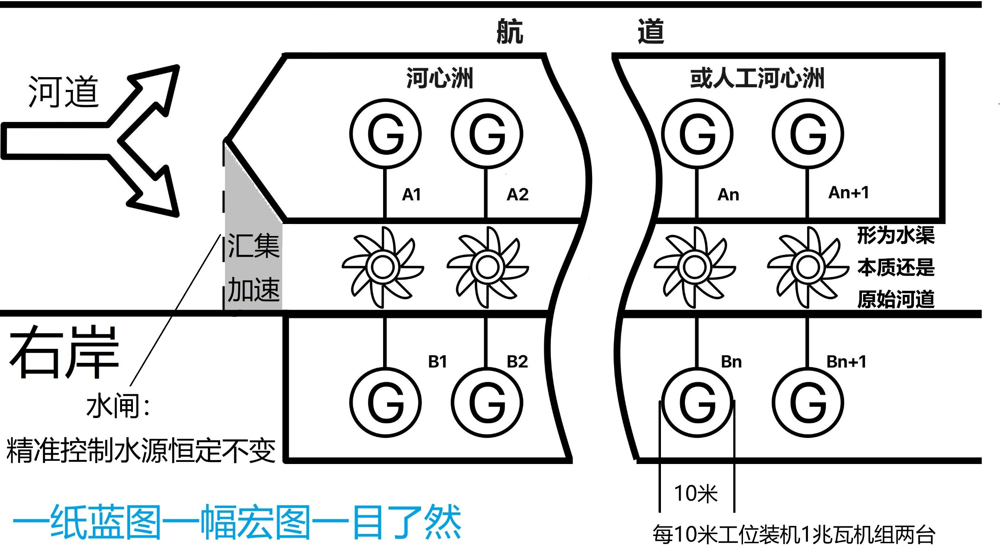 航 道
河道
河心洲
或人工河心洲
G G G G
A1 A2 An An+1
汇集
加速
形为水渠
本质还是
原始河道
右岸
B1 B2 Bn Bn+1
G G G G
水闸：
精准控制水源恒定不变
10米
一纸蓝图一幅宏图一目了然
每10米工位装机1兆瓦机组两台